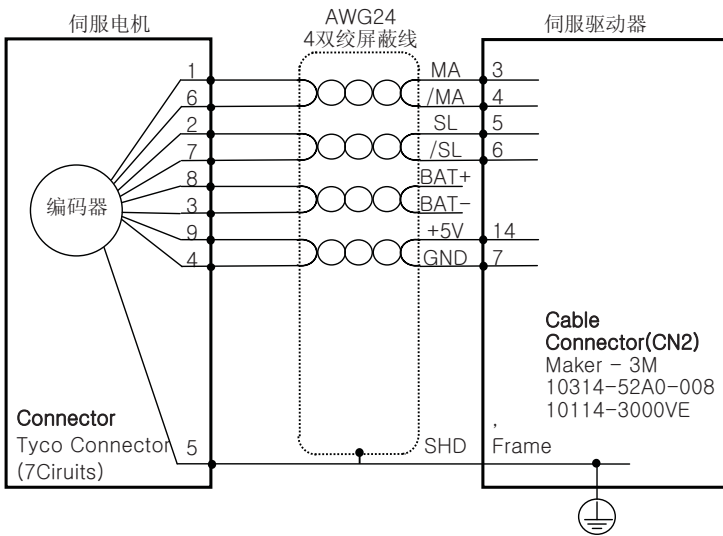 伺服电机
AWG24
4双绞屏蔽线
伺服驱动器
1
MA
3
6
/MA
4
2
SL
5
7
/SL
6
8
BAT+
编码器
3
BAT-
9
+5V
14
4
GND
7
Cable
Connector(CN2)
Maker - 3M
10314-52A0-008
10114-3000VE
,
Connector
Tyco Connector
(7Ciruits)
5
SHD
Frame